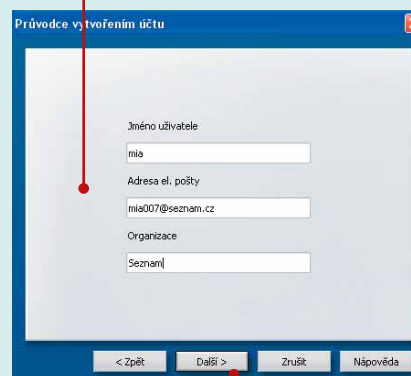 Průvodce vytvořením účtu
Jméno uživatele
mia
Adresa el. pošty
mia007@seznam.cz
Organizace
Seznam
< Zpět Další > Zrušit Nápověda